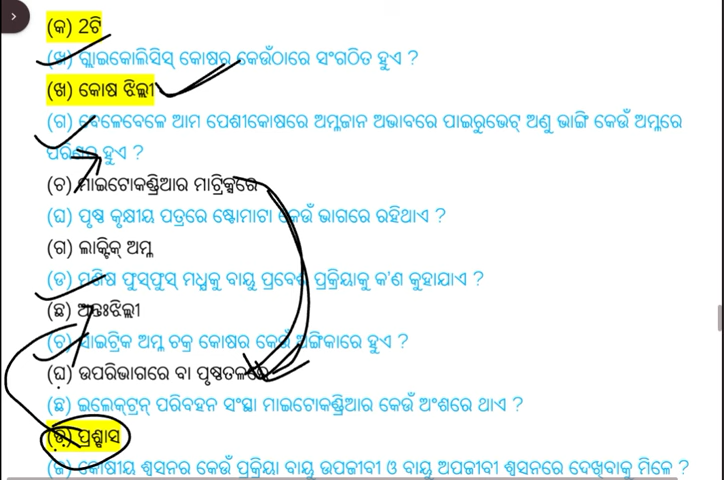 (କ) 2ଟି
(ଖ) ଗ୍ଲାଇକୋଲିସିସ୍ କୋଷର କେଉଁଠାରେ ସଂଗଠିତ ହୁଏ ?
(ଖ) କୋଷ ଝିଲ୍ଲୀ
(ଗ) ବେଳେବେଳେ ଆମ ପେଶୀକୋଷରେ ଅମ୍ଳଜାନ ଅଭାବରେ ପାଇରୁଭେଟ୍ ଅଣୁ ଭାଙ୍ଗି କେଉଁ ଅମ୍ଳରେ
ପରିଣତ ହୁଏ ?
(ଚ) ମାଇଟୋକଣ୍ଡ୍ରିଆର ମାଟ୍ରିକ୍ସରେ
(ଘ) ପୃଷ୍ଠ କୃକ୍ଷୀୟ ପତ୍ରରେ ଷ୍ଟୋମାଟା କେଉଁ ଭାଗରେ ରହିଥାଏ ?
(ଗ) ଲାକ୍ଟିକ୍ ଅମ୍ଳ
(ଡ) ମଣିଷ ଫୁସ୍‌ଫୁସ୍ ମଧ୍ୟକୁ ବାୟୁ ପ୍ରବେଶ ପ୍ରକ୍ରିୟାକୁ କ'ଣ କୁହାଯାଏ ?
(ଛ) ଅନ୍ତଃଝିଲ୍ଲୀ
(ଚ) ସାଇଟ୍ରିକ ଅମ୍ଳ ଚକ୍ର କୋଷର କେଉଁ ଅଙ୍ଗିକାରେ ହୁଏ ?
(ଘ) ଉପରିଭାଗରେ ବା ପୃଷ୍ଠତଳରେ
(ଛ) ଇଲେକ୍‌ଟ୍ରନ୍ ପରିବହନ ସଂସ୍ଥା ମାଇଟୋକଣ୍ଡ୍ରିଆର କେଉଁ ଅଂଶରେ ଥାଏ ?
(ଡ) ପ୍ରଶ୍ବାସ
(ଜ) କୋଷୀୟ ଶ୍ବସନର କେଉଁ ପ୍ରକ୍ରିୟା ବାୟୁ ଉପଜୀବୀ ଓ ବାୟୁ ଅପଜୀବୀ ଶ୍ବସନରେ ଦେଖିବାକୁ ମିଳେ ?